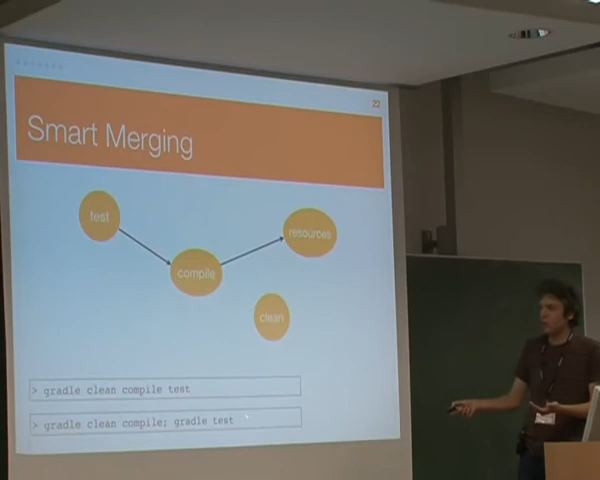 22
Smart Merging
test
resources
compile
clean
> gradle clean compile test
> gradle clean compile; gradle test